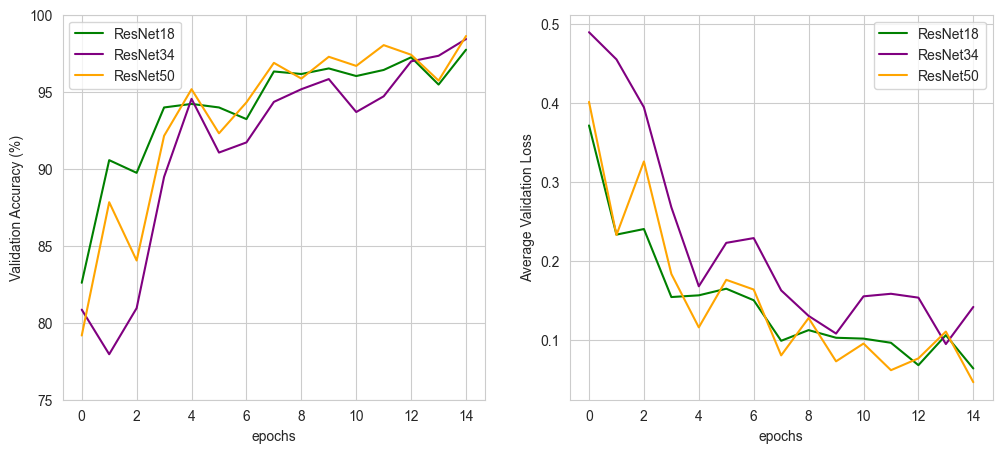 100
95
90
85
80
75
Validation Accuracy (%)
ResNet18
ResNet34
ResNet50
0 2 4 6 8 10 12 14
epochs
0.5
0.4
0.3
0.2
0.1
Average Validation Loss
ResNet18
ResNet34
ResNet50
0 2 4 6 8 10 12 14
epochs